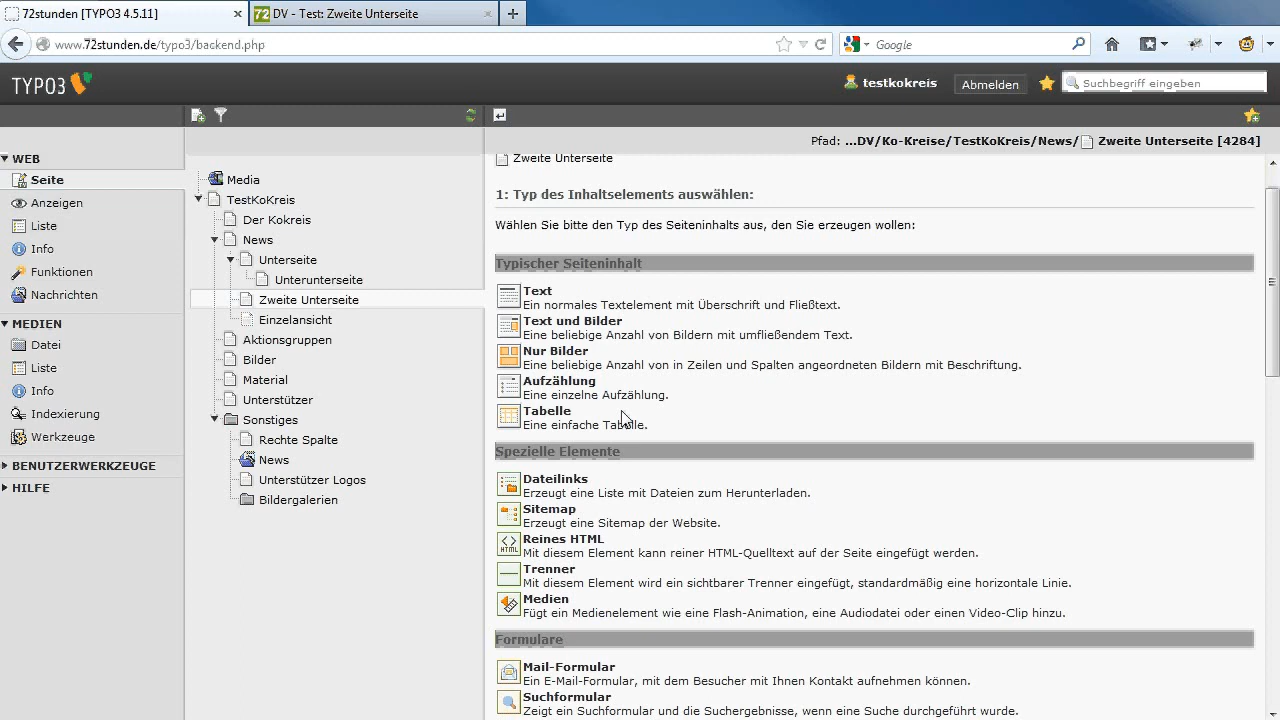 72stunden [TYPO3 4.5.11]
72 DV - Test: Zweite Unterseite
www.72stunden.de/typo3/backend.php
Google
TYPO3
testkokreis
Abmelden
Suchbegriff eingeben
Pfad: ...DV/Ko-Kreise/TestKoKreis/News/ Zweite Unterseite [4284]
WEB
Seite
Anzeigen
Liste
Info
Funktionen
Nachrichten
MEDIEN
Datei
Liste
Info
Indexierung
Werkzeuge
BENUTZERWERKZEUGE
HILFE
Media
TestKoKreis
Der Kokreis
News
Unterseite
Unterunterseite
Zweite Unterseite
Einzelansicht
Aktionsgruppen
Bilder
Material
Unterstützer
Sonstiges
Rechte Spalte
News
Unterstützer Logos
Bildergalerien
Zweite Unterseite
1: Typ des Inhaltselements auswählen:
Wählen Sie bitte den Typ des Seiteninhalts aus, den Sie erzeugen wollen:
Typischer Seiteninhalt
Text
Ein normales Textelement mit Überschrift und Fließtext.
Text und Bilder
Eine beliebige Anzahl von Bildern mit umfließendem Text.
Nur Bilder
Eine beliebige Anzahl von in Zeilen und Spalten angeordneten Bildern mit Beschriftung.
Aufzählung
Eine einzelne Aufzählung.
Tabelle
Eine einfache Tabelle.
Spezielle Elemente
Dateilinks
Erzeugt eine Liste mit Dateien zum Herunterladen.
Sitemap
Erzeugt eine Sitemap der Website.
HTML
Reines HTML
Mit diesem Element kann reiner HTML-Quelltext auf der Seite eingefügt werden.
Trenner
Mit diesem Element wird ein sichtbarer Trenner eingefügt, standardmäßig eine horizontale Linie.
Medien
Fügt ein Medienelement wie eine Flash-Animation, eine Audiodatei oder einen Video-Clip hinzu.
Formulare
Mail-Formular
Ein E-Mail-Formular, mit dem Besucher mit Ihnen Kontakt aufnehmen können.
Suchformular
Zeigt ein Suchformular und die Suchergebnisse, wenn eine Suche durchgeführt wurde.